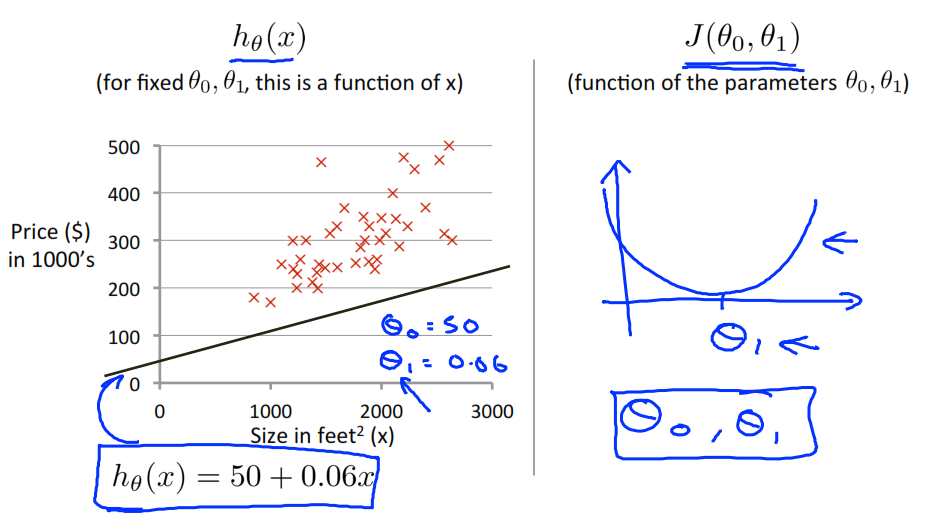 hθ(x)
(for fixed θ₀, θ₁, this is a function of x)
500
400
300
200
100
0
Price ($)
in 1000's
0 1000 2000 3000
Size in feet² (x)
Θ₀ = 50
Θ₁ = 0.06
hθ(x) = 50 + 0.06x
J(θ₀, θ₁)
(function of the parameters θ₀, θ₁)
Θ₁
Θ₀, Θ₁